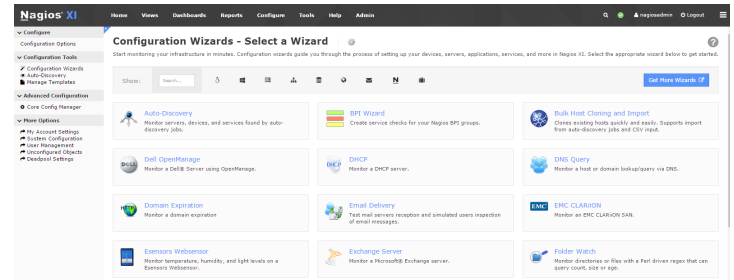 Nagios XI
Home Views Dashboards Reports Configure Tools Help Admin
nagiosadmin Logout
Configure
Configuration Options
Configuration Tools
Configuration Wizards
Auto-Discovery
Manage Templates
Advanced Configuration
Core Config Manager
More Options
My Account Settings
System Configuration
User Management
Unconfigured Objects
Deadpool Settings
Configuration Wizards - Select a Wizard
Start monitoring your infrastructure in minutes. Configuration wizards guide you through the process of setting up your devices, servers, applications, services, and more in Nagios XI. Select the appropriate wizard below to get started.
Show: Search... N Get More Wizards
Auto-Discovery
Monitor servers, devices, and services found by auto-
discovery jobs.
BPI Wizard
Create service checks for your Nagios BPI groups.
Bulk Host Cloning and Import
Clones existing hosts quickly and easily. Supports import
from auto-discovery jobs and CSV input.
DELL
Dell OpenManage
Monitor a Dell® Server using OpenManage.
DHCP
DHCP
Monitor a DHCP server.
DNS Query
Monitor a host or domain lookup/query via DNS.
Domain Expiration
Monitor a domain expiration
Email Delivery
Test mail servers reception and simulated users inspection
of email messages.
EMC
EMC CLARiiON
Monitor an EMC CLARiiON SAN.
Esensors Websensor
Monitor temperature, humidity, and light levels on a
Esensors Websensor.
Exchange Server
Monitor a Microsoft® Exchange server.
Folder Watch
Monitor directories or files with a Perl driven regex that can
query count, size or age.